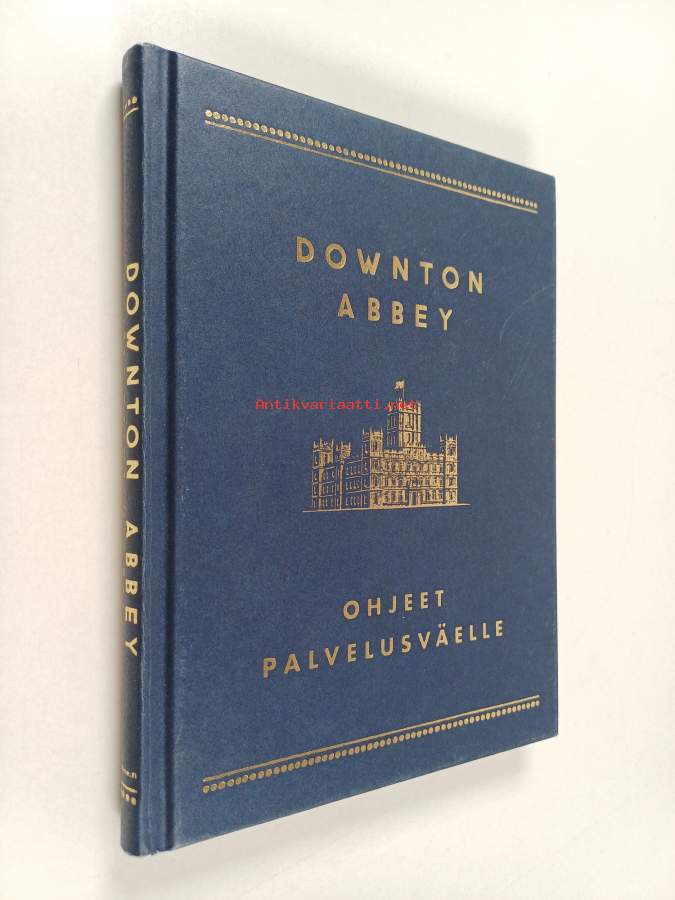 DOWNTON
ABBEY
Antikvariaatti.net
OHJEET
PALVELUSVÄELLE
DOWNTON ABBEY